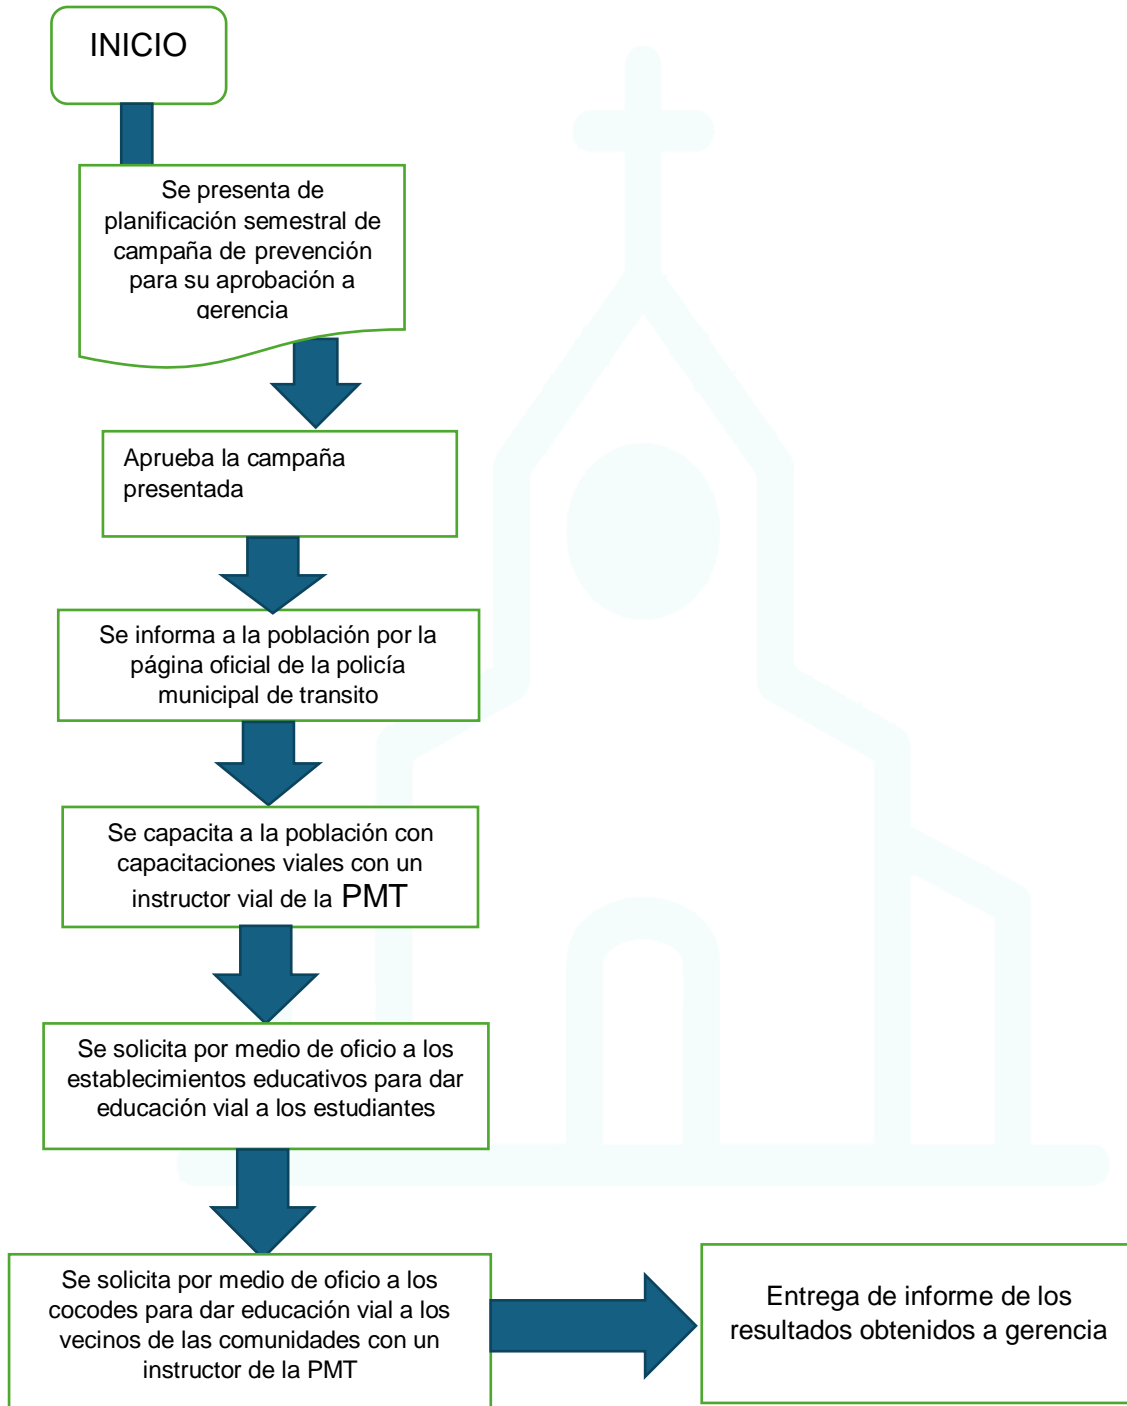 INICIO
Se presenta de
planificación semestral de
campaña de prevención
para su aprobación a
gerencia
Aprueba la campaña
presentada
Se informa a la población por la
página oficial de la policía
municipal de transito
Se capacita a la población con
capacitaciones viales con un
instructor vial de la PMT
Se solicita por medio de oficio a los
establecimientos educativos para dar
educación vial a los estudiantes
Se solicita por medio de oficio a los
cocodes para dar educación vial a los
vecinos de las comunidades con un
instructor de la PMT
Entrega de informe de los
resultados obtenidos a gerencia